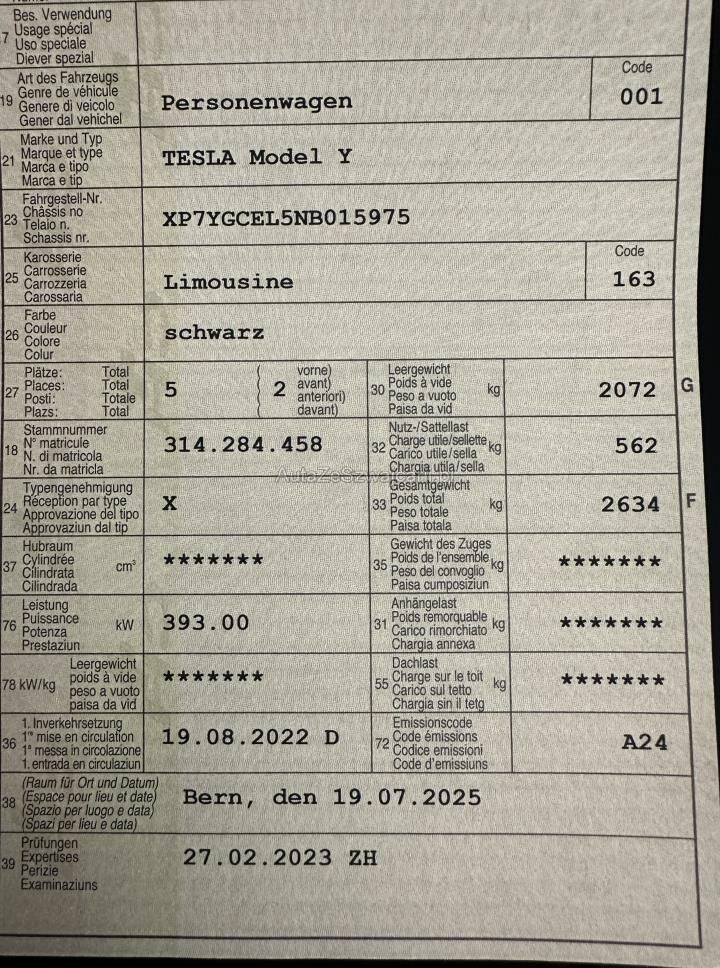 Bes. Verwendung
7 Usage spécial
Uso speciale
Diever spezial
Art des Fahrzeugs
19 Genre de véhicule
Genere di veicolo
Gener dal vehichel
Personenwagen
Code
001
Marke und Typ
21 Marque et type
Marca e tipo
Marca e tip
TESLA Model Y
Fahrgestell-Nr.
23 Châssis no
Telaio n.
Schassis nr.
XP7YGCEL5NB015975
Karosserie
25 Carrosserie
Carrozzeria
Carossaria
Limousine
Code
163
Farbe
26 Couleur
Colore
Colur
schwarz
Plätze: Total
27 Places: Total
Posti: Totale
Plazs: Total
5
( 2 vorne)
( avant)
( anteriori)
( davant)
Leergewicht
30 Poids à vide kg
Peso a vuoto
Paisa da vid
2072 G
Stammnummer
18 N° matricule
N. di matricola
Nr. da matricla
314.284.458
Nutz-/Sattellast
32 Charge utile/sellette kg
Carico utile/sella
Chargia utila/sella
562
Typengenehmigung
24 Réception par type
Approvazione del tipo
Approvaziun dal tip
X
Gesamtgewicht
33 Poids total kg
Peso totale
Paisa totala
2634 F
Hubraum
37 Cylindrée cm³
Cilindrata
Cilindrada
*******
Gewicht des Zuges
35 Poids de l'ensemble kg
Peso del convoglio
Paisa cumposiziun
*******
Leistung
76 Puissance kW
Potenza
Prestaziun
393.00
Anhängelast
31 Poids remorquable kg
Carico rimorchiato
Chargia annexa
*******
Leergewicht
78 kW/kg poids à vide
peso a vuoto
paisa da vid
*******
Dachlast
55 Charge sur le toit kg
Carico sul tetto
Chargia sin il tetg
*******
1. Inverkehrsetzung
36 1re mise en circulation
1a messa in circolazione
1. entrada en circulaziun
19.08.2022 D
Emissionscode
72 Code émissions
Codice emissioni
Code d'emissiuns
A24
(Raum für Ort und Datum)
38 (Espace pour lieu et date)
(Spazio per luogo e data)
(Spazi per lieu e data)
Bern, den 19.07.2025
Prüfungen
39 Expertises
Perizie
Examinaziuns
27.02.2023 ZH